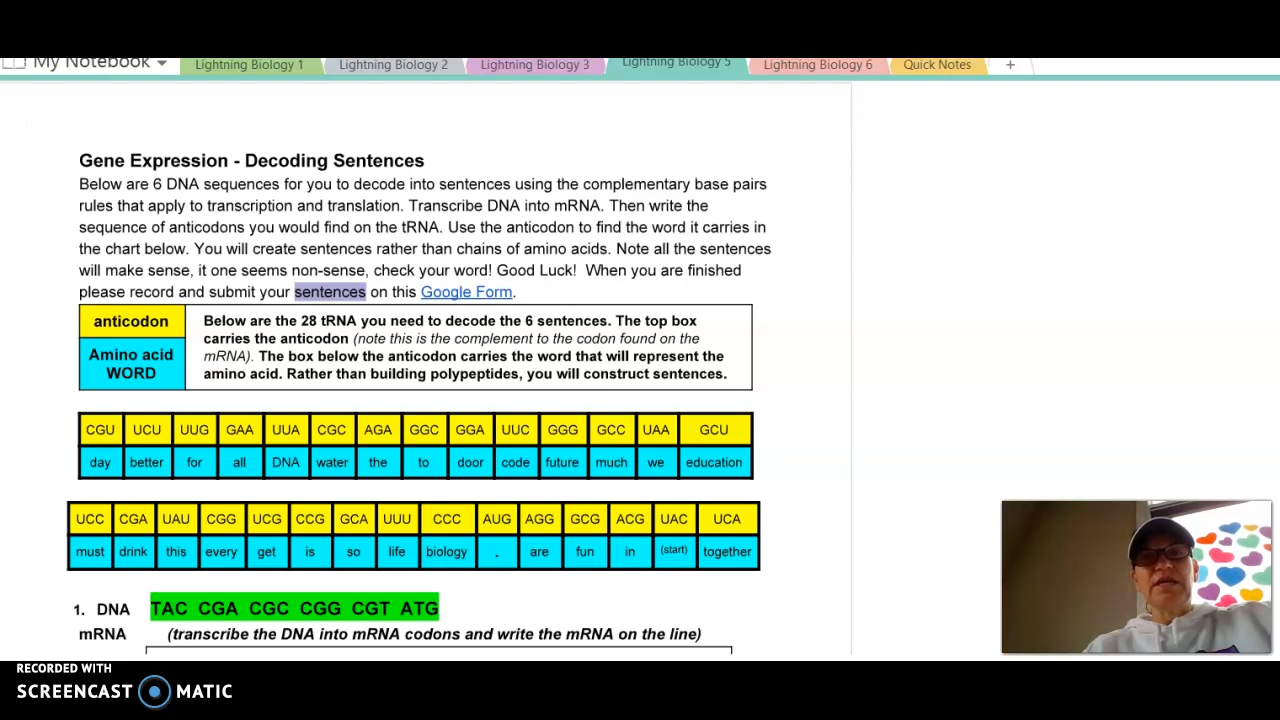 My Notebook
Lightning Biology 1
Lightning Biology 2
Lightning Biology 3
Lightning Biology 5
Lightning Biology 6
Quick Notes
+
Gene Expression - Decoding Sentences
Below are 6 DNA sequences for you to decode into sentences using the complementary base pairs
rules that apply to transcription and translation. Transcribe DNA into mRNA. Then write the
sequence of anticodons you would find on the tRNA. Use the anticodon to find the word it carries in
the chart below. You will create sentences rather than chains of amino acids. Note all the sentences
will make sense, it one seems non-sense, check your word! Good Luck! When you are finished
please record and submit your sentences on this Google Form.
anticodon
Amino acid
WORD
Below are the 28 tRNA you need to decode the 6 sentences. The top box
carries the anticodon (note this is the complement to the codon found on the
mRNA). The box below the anticodon carries the word that will represent the
amino acid. Rather than building polypeptides, you will construct sentences.
CGU UCU UUG GAA UUA CGC AGA GGC GGA UUC GGG GCC UAA GCU
day better for all DNA water the to door code future much we education
UCC CGA UAU CGG UCG CCG GCA UUU CCC AUG AGG GCG ACG UAC UCA
must drink this every get is so life biology . are fun in (start) together
1. DNA TAC CGA CGC CGG CGT ATG
mRNA (transcribe the DNA into mRNA codons and write the mRNA on the line)
RECORDED WITH
SCREENCAST MATIC